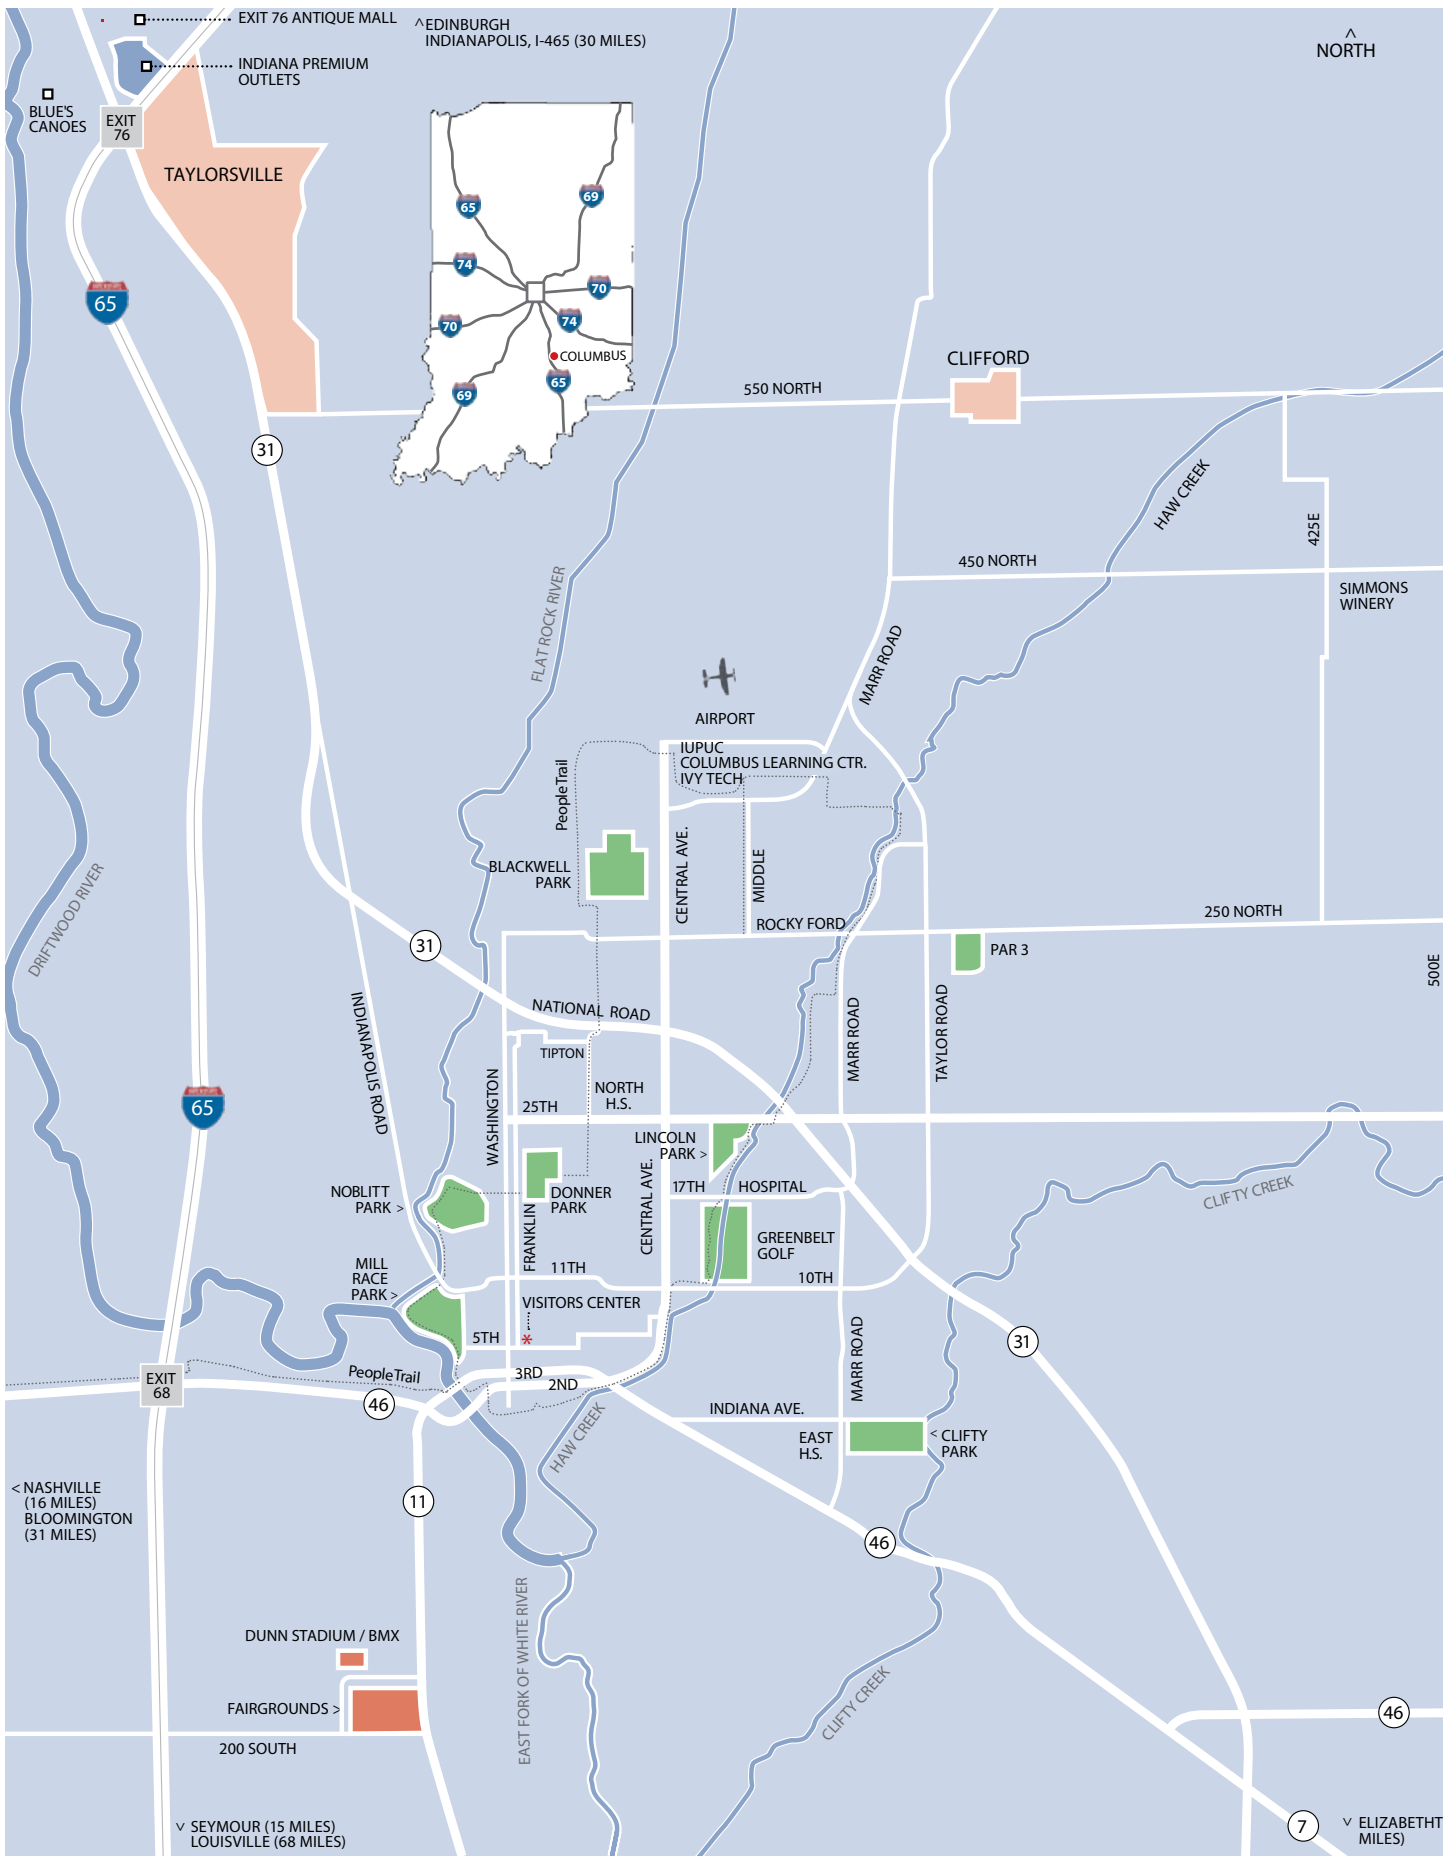 EXIT 76 ANTIQUE MALL
^EDINBURGH
INDIANAPOLIS, I-465 (30 MILES)
^
NORTH
INDIANA PREMIUM
OUTLETS
BLUE'S
CANOES
EXIT
76
TAYLORSVILLE
65
69
74
70
70
74
COLUMBUS
65
69
65
CLIFFORD
550 NORTH
31
HAW CREEK
425E
450 NORTH
SIMMONS
WINERY
FLAT ROCK RIVER
MARR ROAD
AIRPORT
IUPUC
COLUMBUS LEARNING CTR.
IVY TECH
PeopleTrail
CENTRAL AVE.
MIDDLE
BLACKWELL
PARK
DRIFTWOOD RIVER
ROCKY FORD
250 NORTH
31
PAR 3
500E
INDIANAPOLIS ROAD
NATIONAL ROAD
MARR ROAD
TAYLOR ROAD
TIPTON
WASHINGTON
NORTH
H.S.
25TH
65
LINCOLN
PARK >
NOBLITT
PARK >
DONNER
PARK
17TH
HOSPITAL
CLIFTY CREEK
FRANKLIN
CENTRAL AVE.
GREENBELT
GOLF
MILL
RACE
PARK >
11TH
10TH
VISITORS CENTER
5TH
*
31
MARR ROAD
EXIT
68
PeopleTrail
3RD
2ND
46
INDIANA AVE.
HAW CREEK
EAST
H.S.
< CLIFTY
PARK
< NASHVILLE
(16 MILES)
BLOOMINGTON
(31 MILES)
11
46
EAST FORK OF WHITE RIVER
DUNN STADIUM / BMX
CLIFTY CREEK
FAIRGROUNDS >
46
200 SOUTH
v SEYMOUR (15 MILES)
LOUISVILLE (68 MILES)
7
v ELIZABETHT
MILES)